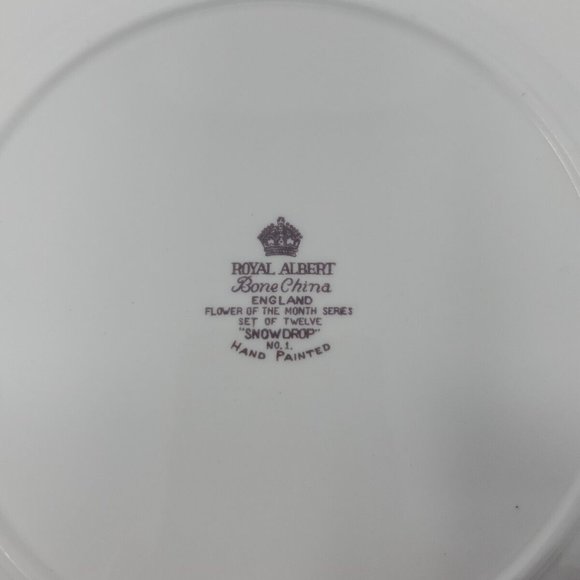 ROYAL ALBERT
Bone China
ENGLAND
FLOWER OF THE MONTH SERIES
SET OF TWELVE
"SNOWDROP"
NO. 1.
HAND PAINTED